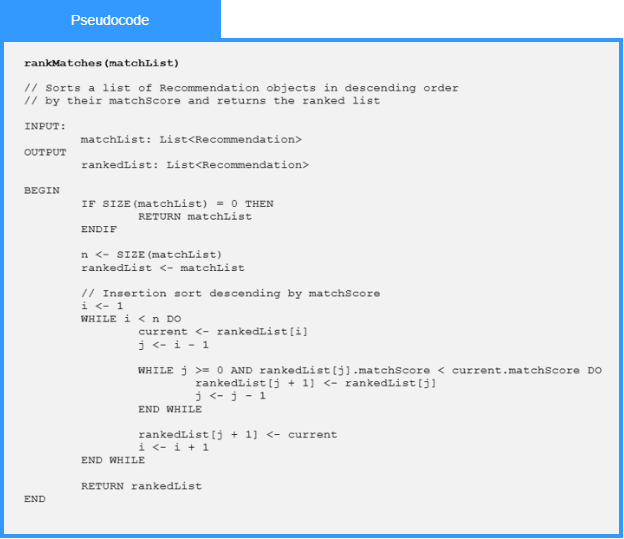 Pseudocode
rankMatches(matchList)
// Sorts a list of Recommendation objects in descending order
// by their matchScore and returns the ranked list
INPUT:
matchList: List<Recommendation>
OUTPUT
rankedList: List<Recommendation>
BEGIN
IF SIZE(matchList) = 0 THEN
RETURN matchList
ENDIF
n <- SIZE(matchList)
rankedList <- matchList
// Insertion sort descending by matchScore
i <- 1
WHILE i < n DO
current <- rankedList[i]
j <- i - 1
WHILE j >= 0 AND rankedList[j].matchScore < current.matchScore DO
rankedList[j + 1] <- rankedList[j]
j <- j - 1
END WHILE
rankedList[j + 1] <- current
i <- i + 1
END WHILE
RETURN rankedList
END